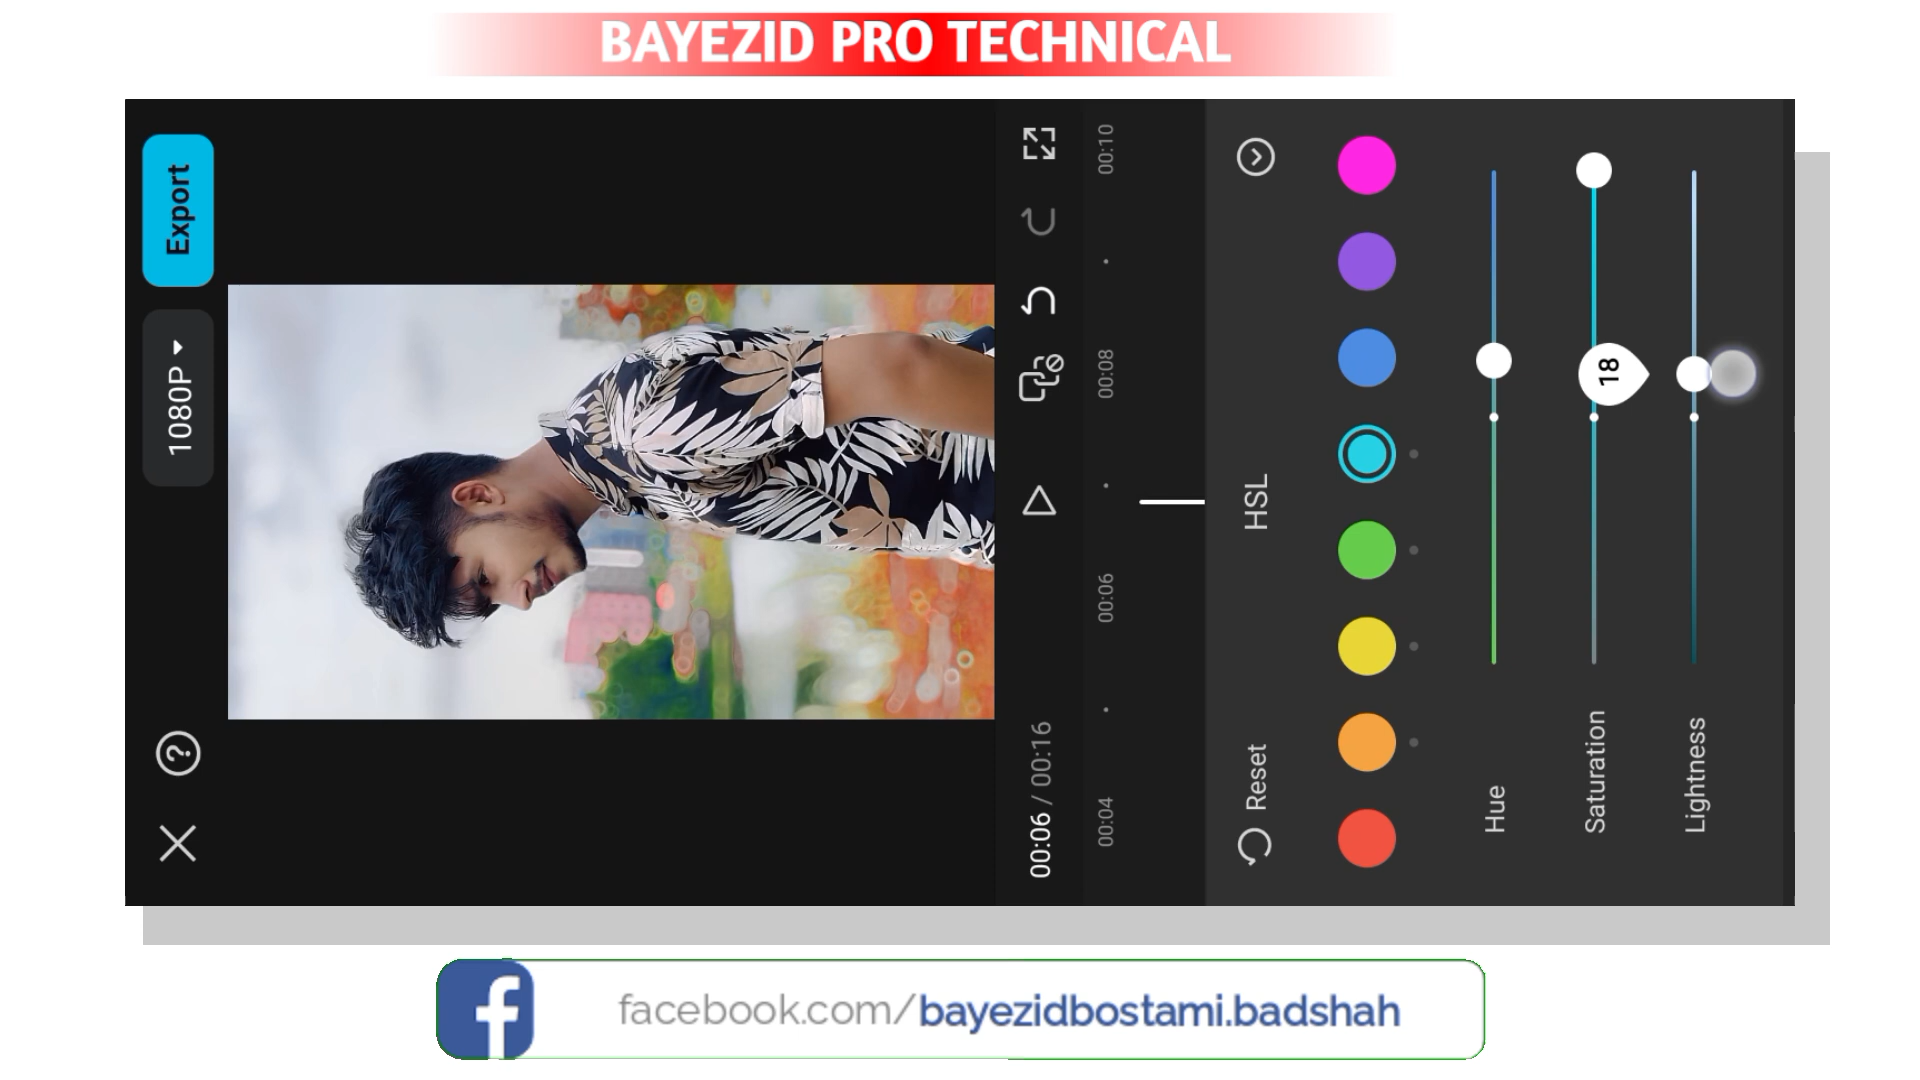 BAYEZID PRO TECHNICAL
Export
1080P
?
00:06 / 00:16
00:04
00:06
00:08
00:10
Reset
HSL
Hue
Saturation
18
Lightness
facebook.com/bayezidbostami.badshah